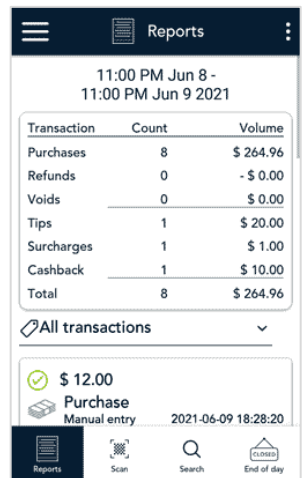 Reports
11:00 PM Jun 8 -
11:00 PM Jun 9 2021
Transaction Count Volume
Purchases 8 $ 264.96
Refunds 0 - $ 0.00
Voids 0 $ 0.00
Tips 1 $ 20.00
Surcharges 1 $ 1.00
Cashback 1 $ 10.00
Total 8 $ 264.96
All transactions
$ 12.00
Purchase
Manual entry 2021-06-09 18:28:20
CLOSED
Reports Scan Search End of day